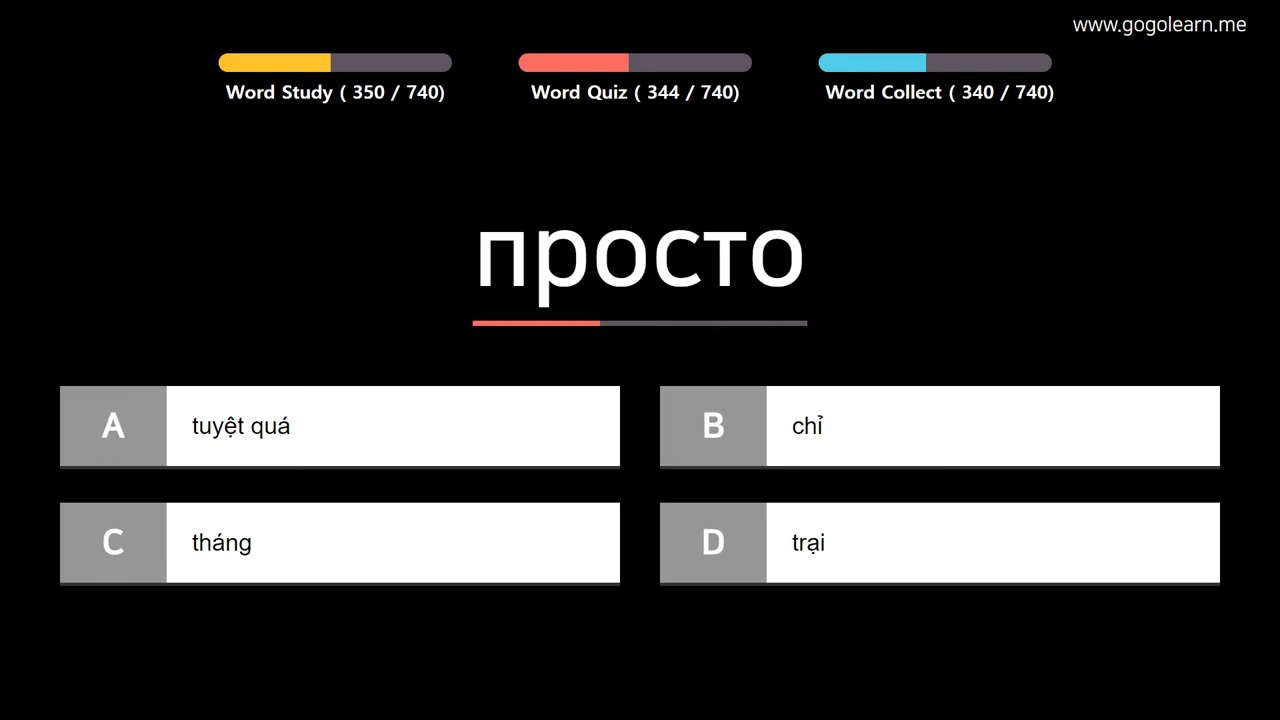 www.gogolearn.me
Word Study ( 350 / 740)
Word Quiz ( 344 / 740)
Word Collect ( 340 / 740)
просто
A tuyệt quá
B chỉ
C tháng
D trại